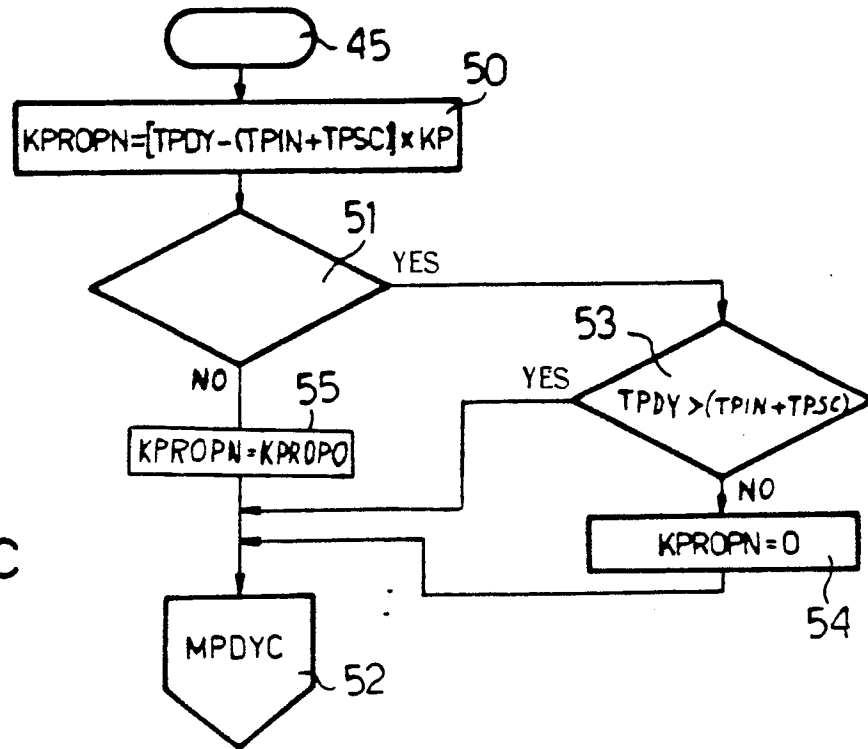 45
50
KPROPN=[TPDY-(TPIN+TPSC)]×KP
51
YES
53
NO
YES
TPDY>(TPIN+TPSC)
55
KPROPN=KPROPO
NO
KPROPN=0
C
54
MPDYC
52